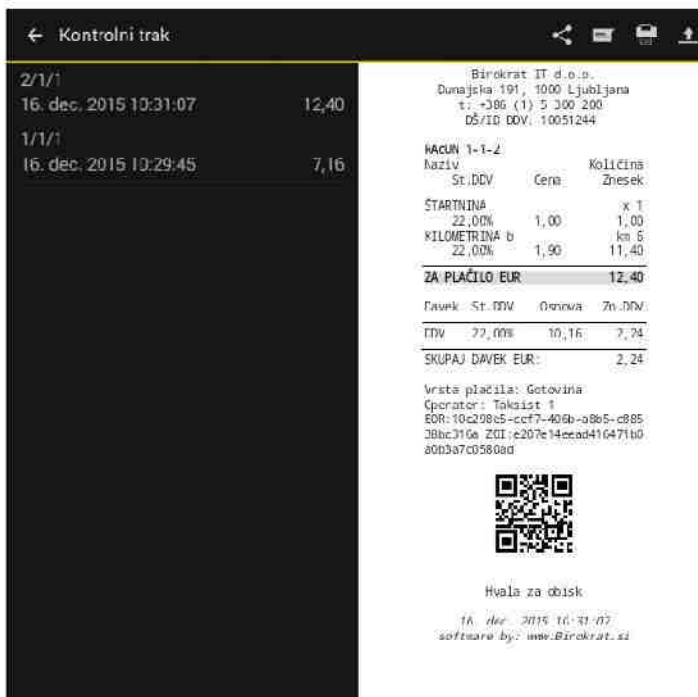 Kontrolni trak
2/1/1
16. dec. 2015 10:31:07 12,40
1/1/1
16. dec. 2015 10:29:45 7,16
Birokrat IT d.o.o.
Dunajska 191, 1000 Ljubljana
t: +386 (1) 5 300 200
DŠ/ID DDV: 10051244
RAČUN 1-1-2
Naziv Količina
St.DDV Cena Znesek
ŠTARTNINA x 1
22,00% 1,00 1,00
KILOMETRINA b km 6
22,00% 1,90 11,40
ZA PLAČILO EUR 12,40
Davek St.DDV Osnova Zn.DDV
DDV 22,00% 10,16 2,24
SKUPAJ DAVEK EUR: 2,24
Vrsta plačila: Gotovina
Operater: Taksist 1
Hvala za obisk
16. dec. 2015 10:31:07
software by: www.Birokrat.si